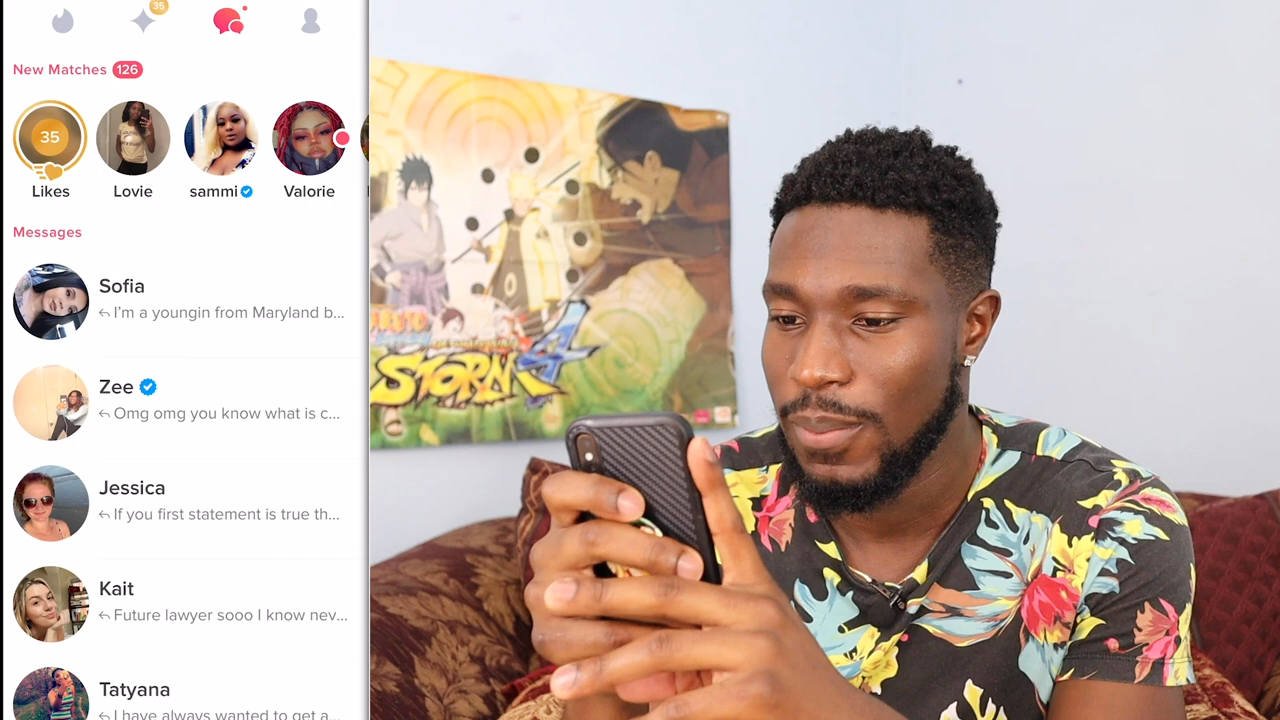 35
New Matches 126
35
Likes
Lovie
sammi
Valorie
Messages
Sofia
I'm a youngin from Maryland b...
Zee
Omg omg you know what is c...
Jessica
If you first statement is true th...
Kait
Future lawyer sooo I know nev...
Tatyana
I have always wanted to get a...
STORM 4